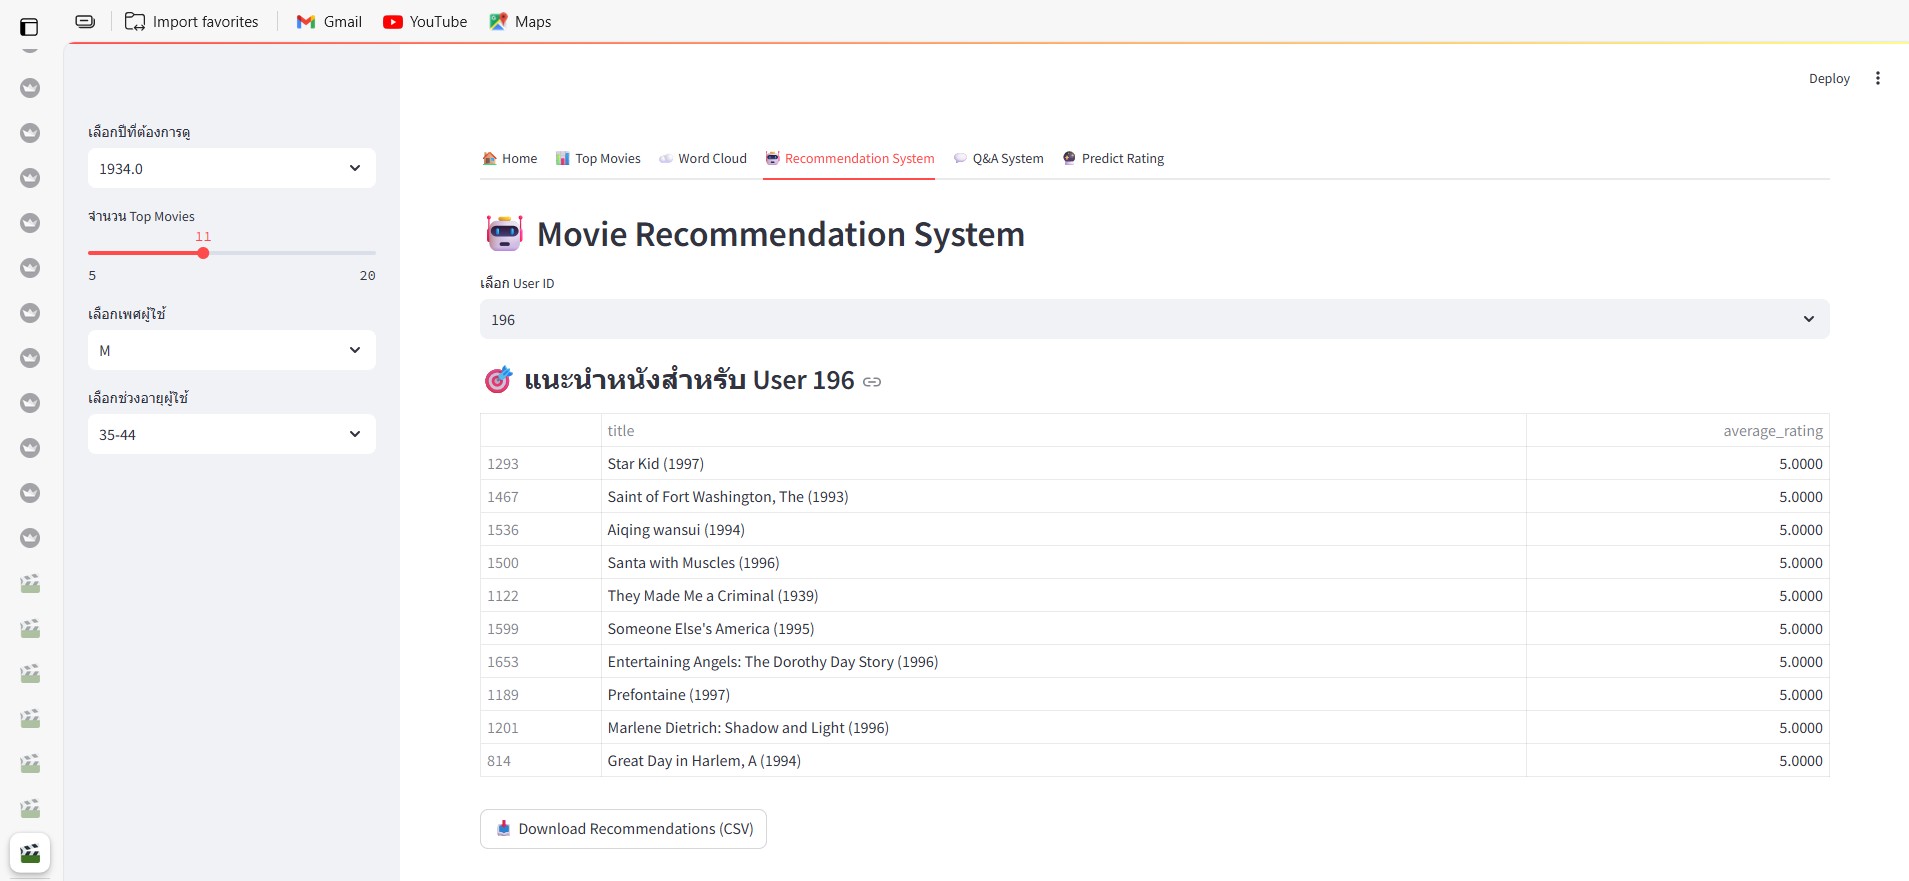 Import favorites
Gmail
YouTube
Maps
Deploy
เลือกปีที่ต้องการดู
1934.0
จำนวน Top Movies
11
5 20
เลือกเพศผู้ใช้
M
เลือกช่วงอายุผู้ใช้
35-44
Home Top Movies Word Cloud Recommendation System Q&A System Predict Rating
Movie Recommendation System
เลือก User ID
196
แนะนำหนังสำหรับ User 196
title average_rating
1293 Star Kid (1997) 5.0000
1467 Saint of Fort Washington, The (1993) 5.0000
1536 Aiqing wansui (1994) 5.0000
1500 Santa with Muscles (1996) 5.0000
1122 They Made Me a Criminal (1939) 5.0000
1599 Someone Else's America (1995) 5.0000
1653 Entertaining Angels: The Dorothy Day Story (1996) 5.0000
1189 Prefontaine (1997) 5.0000
1201 Marlene Dietrich: Shadow and Light (1996) 5.0000
814 Great Day in Harlem, A (1994) 5.0000
Download Recommendations (CSV)